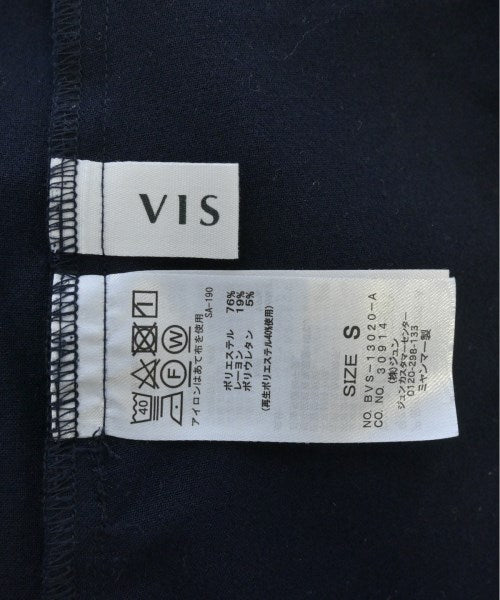 VIS
40
F
W
アイロンはあて布を使用
SA-190
ポリエステル 76%
レーヨン 19%
ポリウレタン 5%
(再生ポリエステル40%使用)
SIZE S
NO. BVS-13020-A
CO. NO. 30914
(株)ジュン
ジュンカスタマーセンター
0120-298-133
ミャンマー製